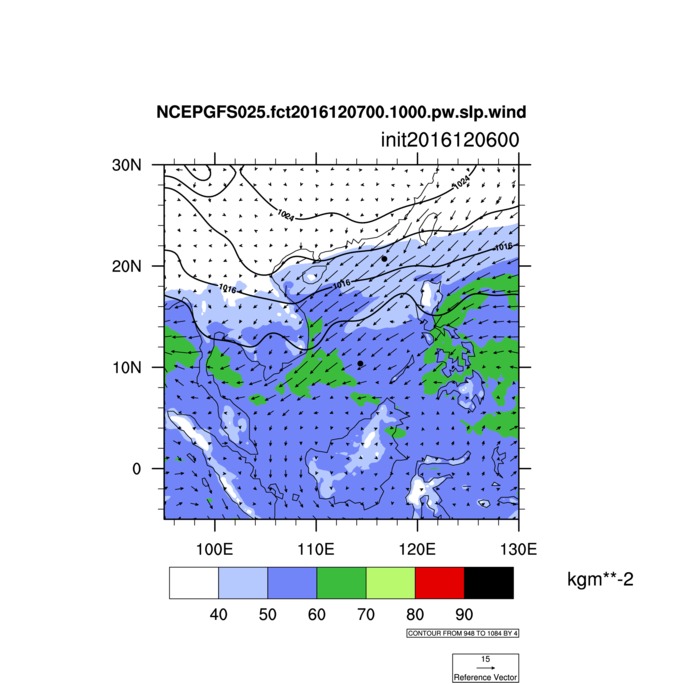 NCEPGFS025.fct2016120700.1000.pw.slp.wind
init2016120600
30N
1024
1024
1016
20N
1016
1016
10N
0
100E
110E
120E
130E
kgm**-2
40
50
60
70
80
90
CONTOUR FROM 948 TO 1084 BY 4
15
Reference Vector